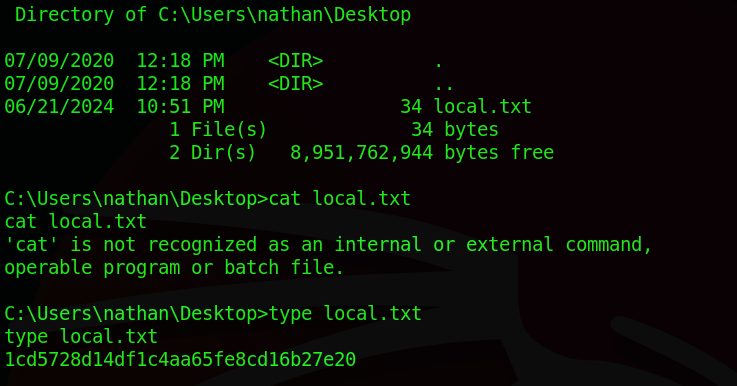 Directory of C:\Users\nathan\Desktop
07/09/2020  12:18 PM    <DIR>          .
07/09/2020  12:18 PM    <DIR>          ..
06/21/2024  10:51 PM                34 local.txt
               1 File(s)             34 bytes
               2 Dir(s)   8,951,762,944 bytes free
C:\Users\nathan\Desktop>cat local.txt
cat local.txt
'cat' is not recognized as an internal or external command,
operable program or batch file.
C:\Users\nathan\Desktop>type local.txt
type local.txt
1cd5728d14df1c4aa65fe8cd16b27e20